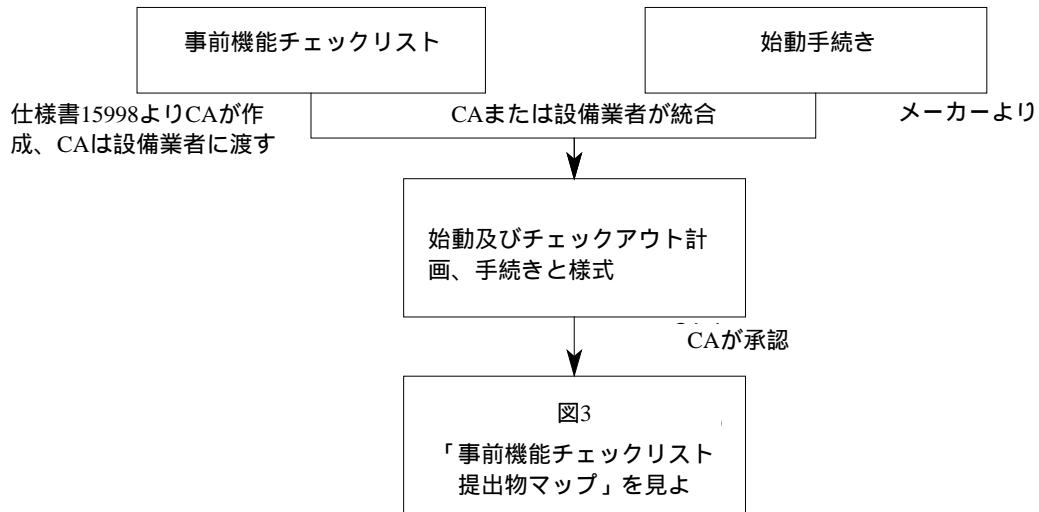 事前機能チェックリスト
始動手続き
仕様書15998よりCAが作
成、CAは設備業者に渡す
CAまたは設備業者が統合
メーカーより
始動及びチェックアウト計
画、手続きと様式
CAが承認
図3
「事前機能チェックリスト
提出物マップ」を見よ